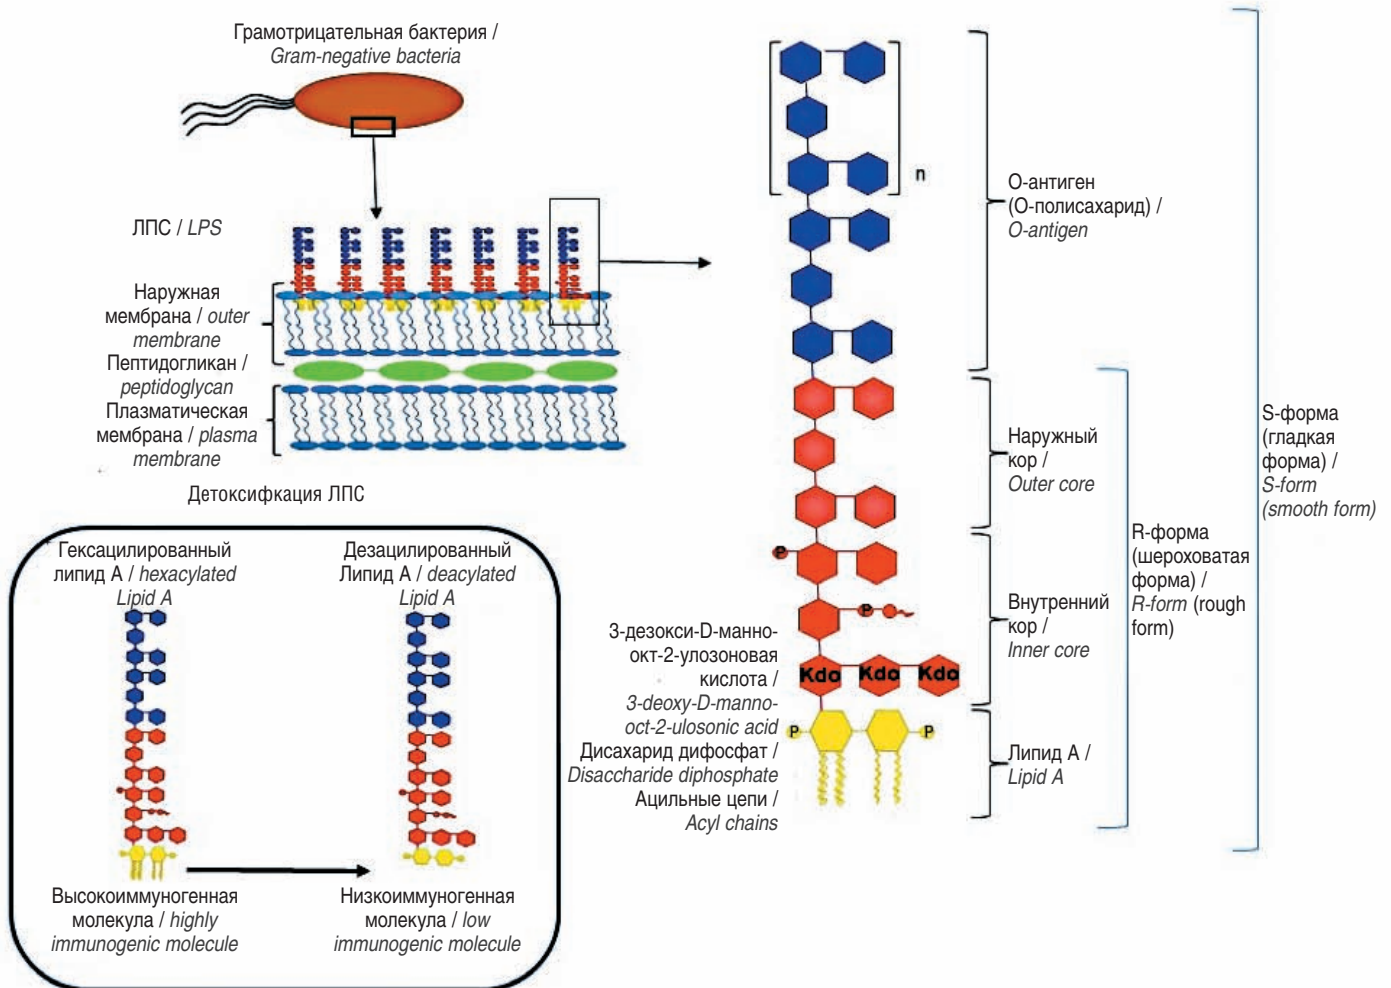 Грамотрицательная бактерия /
Gram-negative bacteria
ЛПС / LPS
Наружная
мембрана / outer
membrane
Пептидогликан /
peptidoglycan
Плазматическая
мембрана / plasma
membrane
Детоксифкация ЛПС
Гексацилированный
липид А / hexacylated
Lipid A
Дезацилированный
Липид А / deacylated
Lipid A
Высокоиммуногенная
молекула / highly
immunogenic molecule
Низкоиммуногенная
молекула / low
immunogenic molecule
n
О-антиген
(О-полисахарид) /
O-antigen
Наружный
кор /
Outer core
P
P
Внутренний
кор /
Inner core
Kdo Kdo Kdo
3-дезокси-D-манно-
окт-2-улозоновая
кислота /
3-deoxy-D-manno-
oct-2-ulosonic acid
Дисахарид дифосфат /
Disaccharide diphosphate
Ацильные цепи /
Acyl chains
P P
Липид А /
Lipid A
R-форма
(шероховатая
форма) /
R-form (rough
form)
S-форма
(гладкая
форма) /
S-form
(smooth form)